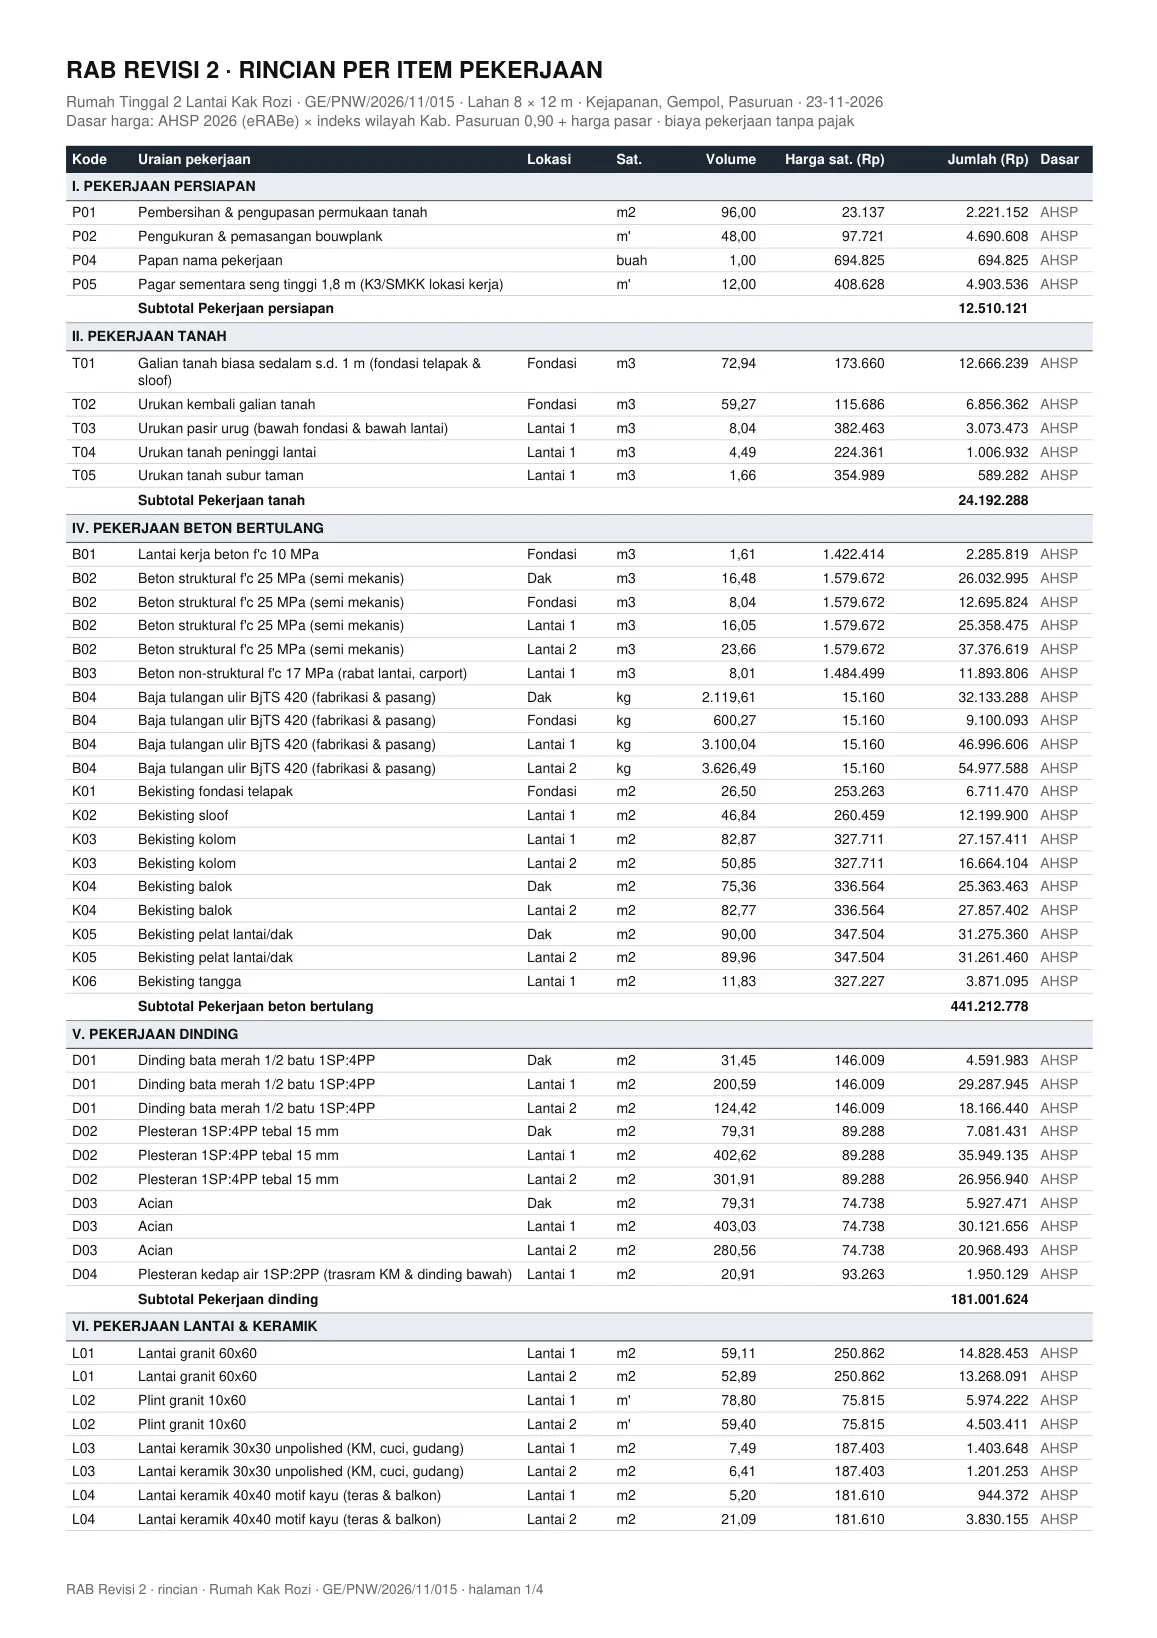 RAB REVISI 2 · RINCIAN PER ITEM PEKERJAAN
Rumah Tinggal 2 Lantai Kak Rozi · GE/PNW/2026/11/015 · Lahan 8 × 12 m · Kejapanan, Gempol, Pasuruan · 23-11-2026
Dasar harga: AHSP 2026 (eRABe) × indeks wilayah Kab. Pasuruan 0,90 + harga pasar · biaya pekerjaan tanpa pajak
Kode Uraian pekerjaan Lokasi Sat. Volume Harga sat. (Rp) Jumlah (Rp) Dasar
I. PEKERJAAN PERSIAPAN
P01 Pembersihan & pengupasan permukaan tanah m2 96,00 23.137 2.221.152 AHSP
P02 Pengukuran & pemasangan bouwplank m' 48,00 97.721 4.690.608 AHSP
P04 Papan nama pekerjaan buah 1,00 694.825 694.825 AHSP
P05 Pagar sementara seng tinggi 1,8 m (K3/SMKK lokasi kerja) m' 12,00 408.628 4.903.536 AHSP
Subtotal Pekerjaan persiapan 12.510.121
II. PEKERJAAN TANAH
T01 Galian tanah biasa sedalam s.d. 1 m (fondasi telapak & Fondasi m3 72,94 173.660 12.666.239 AHSP
sloof)
T02 Urukan kembali galian tanah Fondasi m3 59,27 115.686 6.856.362 AHSP
T03 Urukan pasir urug (bawah fondasi & bawah lantai) Lantai 1 m3 8,04 382.463 3.073.473 AHSP
T04 Urukan tanah peninggi lantai Lantai 1 m3 4,49 224.361 1.006.932 AHSP
T05 Urukan tanah subur taman Lantai 1 m3 1,66 354.989 589.282 AHSP
Subtotal Pekerjaan tanah 24.192.288
IV. PEKERJAAN BETON BERTULANG
B01 Lantai kerja beton f'c 10 MPa Fondasi m3 1,61 1.422.414 2.285.819 AHSP
B02 Beton struktural f'c 25 MPa (semi mekanis) Dak m3 16,48 1.579.672 26.032.995 AHSP
B02 Beton struktural f'c 25 MPa (semi mekanis) Fondasi m3 8,04 1.579.672 12.695.824 AHSP
B02 Beton struktural f'c 25 MPa (semi mekanis) Lantai 1 m3 16,05 1.579.672 25.358.475 AHSP
B02 Beton struktural f'c 25 MPa (semi mekanis) Lantai 2 m3 23,66 1.579.672 37.376.619 AHSP
B03 Beton non-struktural f'c 17 MPa (rabat lantai, carport) Lantai 1 m3 8,01 1.484.499 11.893.806 AHSP
B04 Baja tulangan ulir BjTS 420 (fabrikasi & pasang) Dak kg 2.119,61 15.160 32.133.288 AHSP
B04 Baja tulangan ulir BjTS 420 (fabrikasi & pasang) Fondasi kg 600,27 15.160 9.100.093 AHSP
B04 Baja tulangan ulir BjTS 420 (fabrikasi & pasang) Lantai 1 kg 3.100,04 15.160 46.996.606 AHSP
B04 Baja tulangan ulir BjTS 420 (fabrikasi & pasang) Lantai 2 kg 3.626,49 15.160 54.977.588 AHSP
K01 Bekisting fondasi telapak Fondasi m2 26,50 253.263 6.711.470 AHSP
K02 Bekisting sloof Lantai 1 m2 46,84 260.459 12.199.900 AHSP
K03 Bekisting kolom Lantai 1 m2 82,87 327.711 27.157.411 AHSP
K03 Bekisting kolom Lantai 2 m2 50,85 327.711 16.664.104 AHSP
K04 Bekisting balok Dak m2 75,36 336.564 25.363.463 AHSP
K04 Bekisting balok Lantai 2 m2 82,77 336.564 27.857.402 AHSP
K05 Bekisting pelat lantai/dak Dak m2 90,00 347.504 31.275.360 AHSP
K05 Bekisting pelat lantai/dak Lantai 2 m2 89,96 347.504 31.261.460 AHSP
K06 Bekisting tangga Lantai 1 m2 11,83 327.227 3.871.095 AHSP
Subtotal Pekerjaan beton bertulang 441.212.778
V. PEKERJAAN DINDING
D01 Dinding bata merah 1/2 batu 1SP:4PP Dak m2 31,45 146.009 4.591.983 AHSP
D01 Dinding bata merah 1/2 batu 1SP:4PP Lantai 1 m2 200,59 146.009 29.287.945 AHSP
D01 Dinding bata merah 1/2 batu 1SP:4PP Lantai 2 m2 124,42 146.009 18.166.440 AHSP
D02 Plesteran 1SP:4PP tebal 15 mm Dak m2 79,31 89.288 7.081.431 AHSP
D02 Plesteran 1SP:4PP tebal 15 mm Lantai 1 m2 402,62 89.288 35.949.135 AHSP
D02 Plesteran 1SP:4PP tebal 15 mm Lantai 2 m2 301,91 89.288 26.956.940 AHSP
D03 Acian Dak m2 79,31 74.738 5.927.471 AHSP
D03 Acian Lantai 1 m2 403,03 74.738 30.121.656 AHSP
D03 Acian Lantai 2 m2 280,56 74.738 20.968.493 AHSP
D04 Plesteran kedap air 1SP:2PP (trasram KM & dinding bawah) Lantai 1 m2 20,91 93.263 1.950.129 AHSP
Subtotal Pekerjaan dinding 181.001.624
VI. PEKERJAAN LANTAI & KERAMIK
L01 Lantai granit 60x60 Lantai 1 m2 59,11 250.862 14.828.453 AHSP
L01 Lantai granit 60x60 Lantai 2 m2 52,89 250.862 13.268.091 AHSP
L02 Plint granit 10x60 Lantai 1 m' 78,80 75.815 5.974.222 AHSP
L02 Plint granit 10x60 Lantai 2 m' 59,40 75.815 4.503.411 AHSP
L03 Lantai keramik 30x30 unpolished (KM, cuci, gudang) Lantai 1 m2 7,49 187.403 1.403.648 AHSP
L03 Lantai keramik 30x30 unpolished (KM, cuci, gudang) Lantai 2 m2 6,41 187.403 1.201.253 AHSP
L04 Lantai keramik 40x40 motif kayu (teras & balkon) Lantai 1 m2 5,20 181.610 944.372 AHSP
L04 Lantai keramik 40x40 motif kayu (teras & balkon) Lantai 2 m2 21,09 181.610 3.830.155 AHSP
RAB Revisi 2 · rincian · Rumah Kak Rozi · GE/PNW/2026/11/015 · halaman 1/4